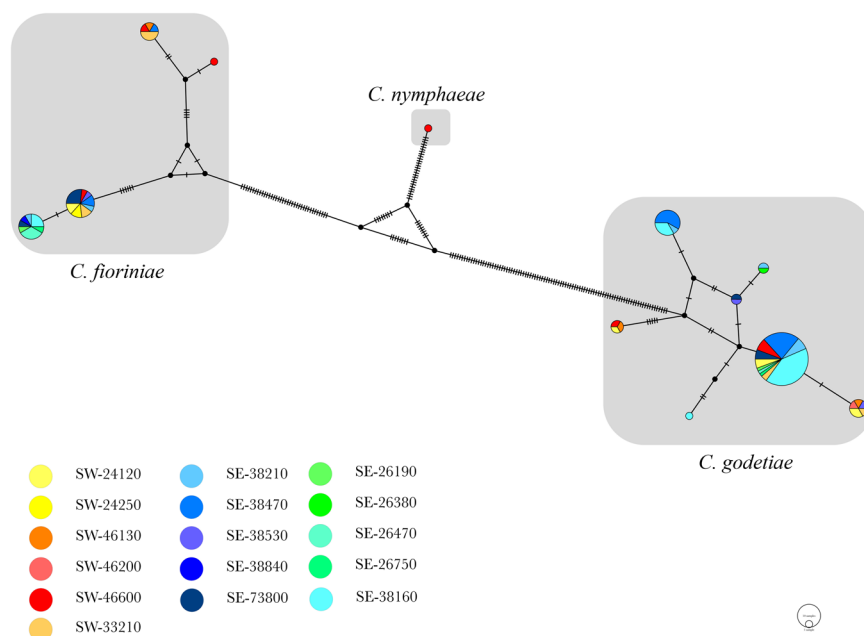 C. nymphaeae
C. fioriniae
C. godetiae
SW-24120
SW-24250
SW-46130
SW-46200
SW-46600
SW-33210
SE-38210
SE-38470
SE-38530
SE-38840
SE-73800
SE-26190
SE-26380
SE-26470
SE-26750
SE-38160